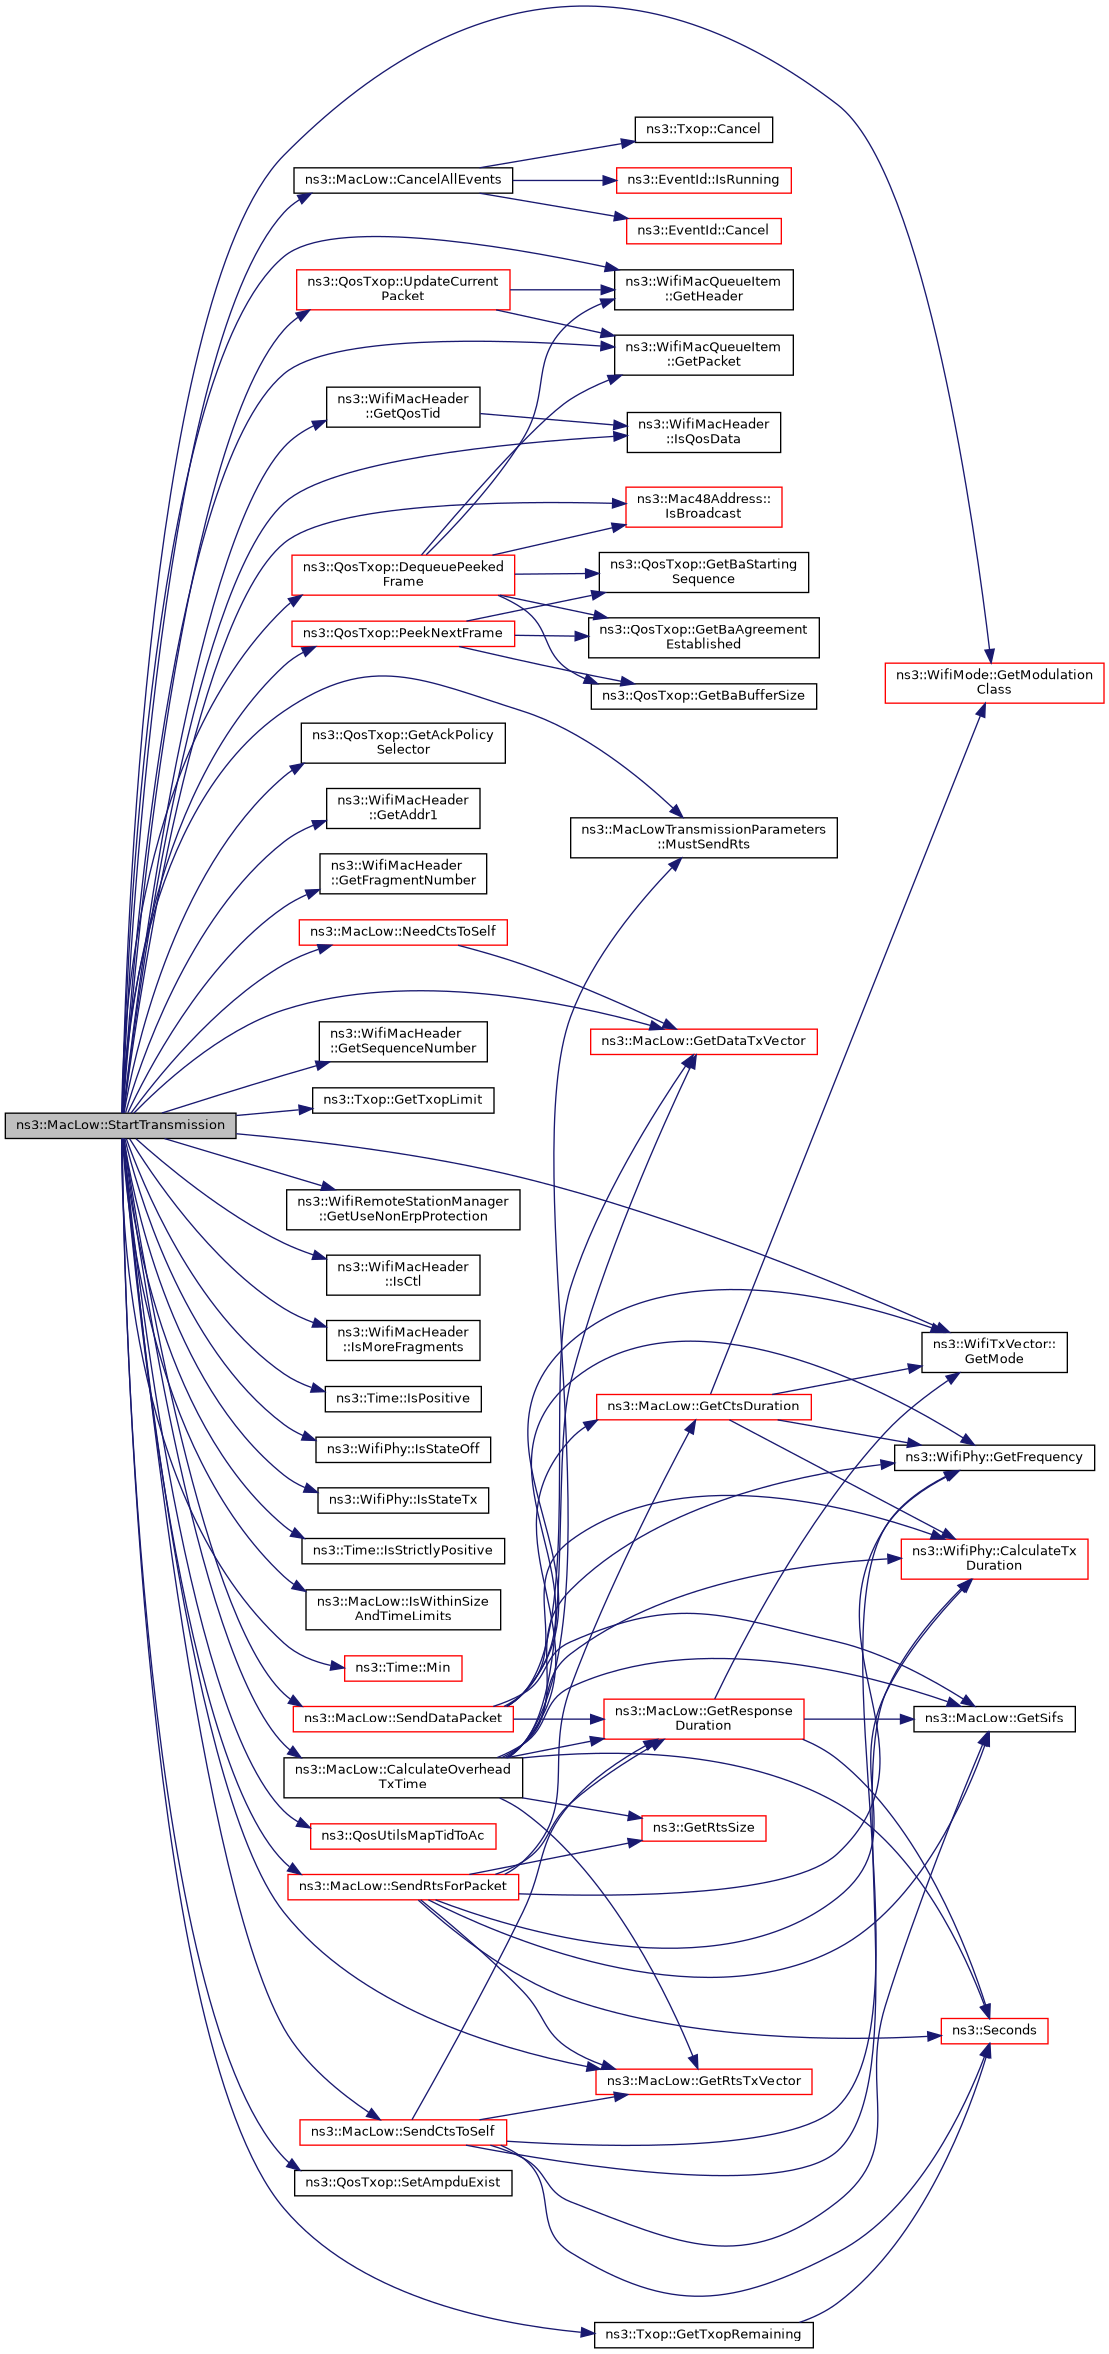 ns3::Txop::Cancel
ns3::MacLow::CancelAllEvents
ns3::EventId::IsRunning
ns3::EventId::Cancel
ns3::QosTxop::UpdateCurrent
Packet
ns3::WifiMacQueueItem
::GetHeader
ns3::WifiMacQueueItem
::GetPacket
ns3::WifiMacHeader
::GetQosTid
ns3::WifiMacHeader
::IsQosData
ns3::Mac48Address::
IsBroadcast
ns3::QosTxop::DequeuePeeked
Frame
ns3::QosTxop::GetBaStarting
Sequence
ns3::QosTxop::PeekNextFrame
ns3::QosTxop::GetBaAgreement
Established
ns3::QosTxop::GetBaBufferSize
ns3::WifiMode::GetModulation
Class
ns3::QosTxop::GetAckPolicy
Selector
ns3::WifiMacHeader
::GetAddr1
ns3::MacLowTransmissionParameters
::MustSendRts
ns3::WifiMacHeader
::GetFragmentNumber
ns3::MacLow::NeedCtsToSelf
ns3::WifiMacHeader
::GetSequenceNumber
ns3::MacLow::GetDataTxVector
ns3::Txop::GetTxopLimit
ns3::MacLow::StartTransmission
ns3::WifiRemoteStationManager
::GetUseNonErpProtection
ns3::WifiMacHeader
::IsCtl
ns3::WifiMacHeader
::IsMoreFragments
ns3::WifiTxVector::
GetMode
ns3::Time::IsPositive
ns3::MacLow::GetCtsDuration
ns3::WifiPhy::IsStateOff
ns3::WifiPhy::GetFrequency
ns3::WifiPhy::IsStateTx
ns3::Time::IsStrictlyPositive
ns3::WifiPhy::CalculateTx
Duration
ns3::MacLow::IsWithinSize
AndTimeLimits
ns3::Time::Min
ns3::MacLow::SendDataPacket
ns3::MacLow::GetResponse
Duration
ns3::MacLow::GetSifs
ns3::MacLow::CalculateOverhead
TxTime
ns3::QosUtilsMapTidToAc
ns3::GetRtsSize
ns3::MacLow::SendRtsForPacket
ns3::Seconds
ns3::MacLow::GetRtsTxVector
ns3::MacLow::SendCtsToSelf
ns3::QosTxop::SetAmpduExist
ns3::Txop::GetTxopRemaining